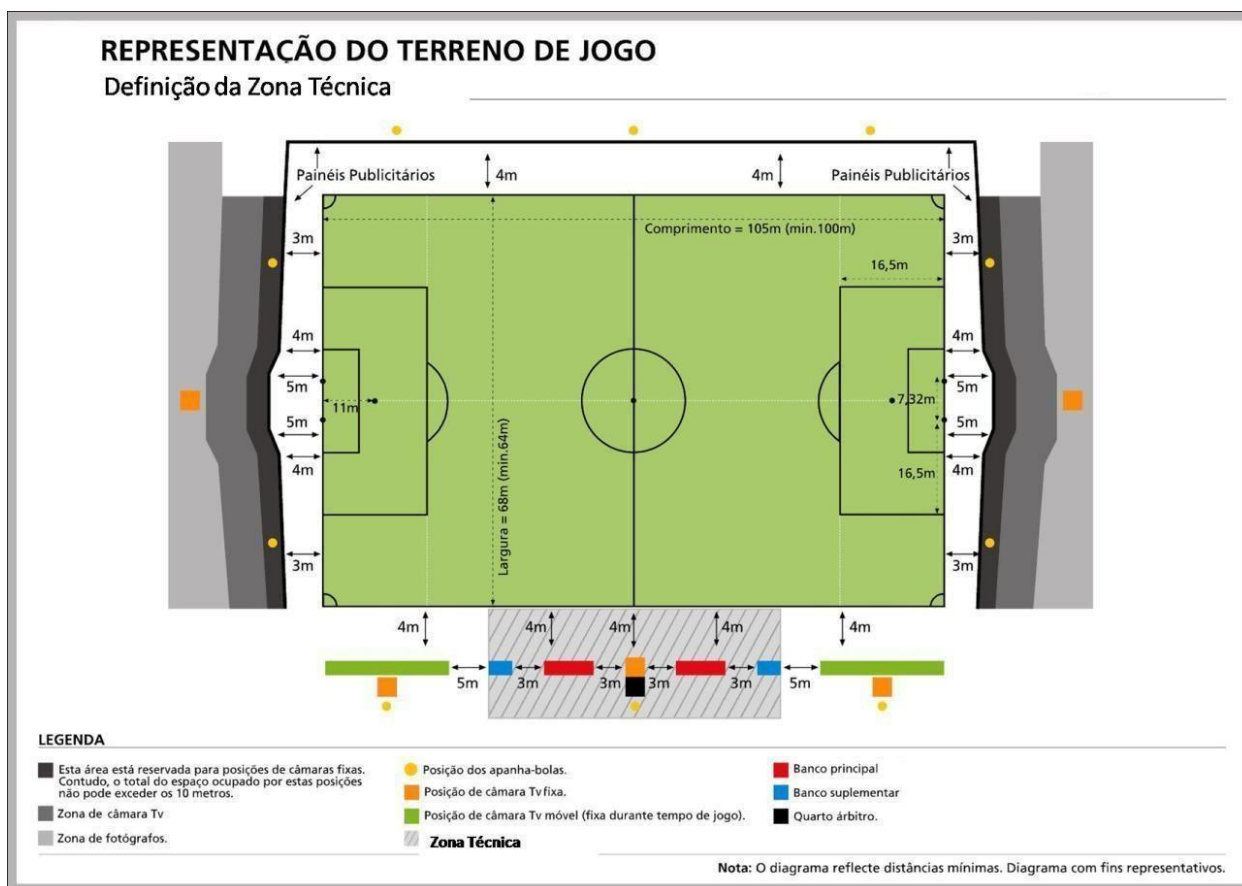 REPRESENTAÇÃO DO TERRENO DE JOGO
Definição da Zona Técnica
Painéis Publicitários
4m
4m
Painéis Publicitários
3m
Comprimento = 105m (min.100m)
3m
16,5m
4m
4m
5m
11m
7,32m
5m
5m
5m
4m
16,5m
4m
Largura = 68m (min.64m)
3m
3m
4m
4m
4m
4m
4m
5m
3m
3m
3m
3m
5m
LEGENDA
Esta área está reservada para posições de câmaras fixas.
Contudo, o total do espaço ocupado por estas posições
não pode exceder os 10 metros.
Zona de câmara Tv
Zona de fotógrafos.
Posição dos apanha-bolas.
Posição de câmara Tv fixa.
Posição de câmara Tv móvel (fixa durante tempo de jogo).
Zona Técnica
Banco principal
Banco suplementar
Quarto árbitro.
Nota: O diagrama reflecte distâncias mínimas. Diagrama com fins representativos.